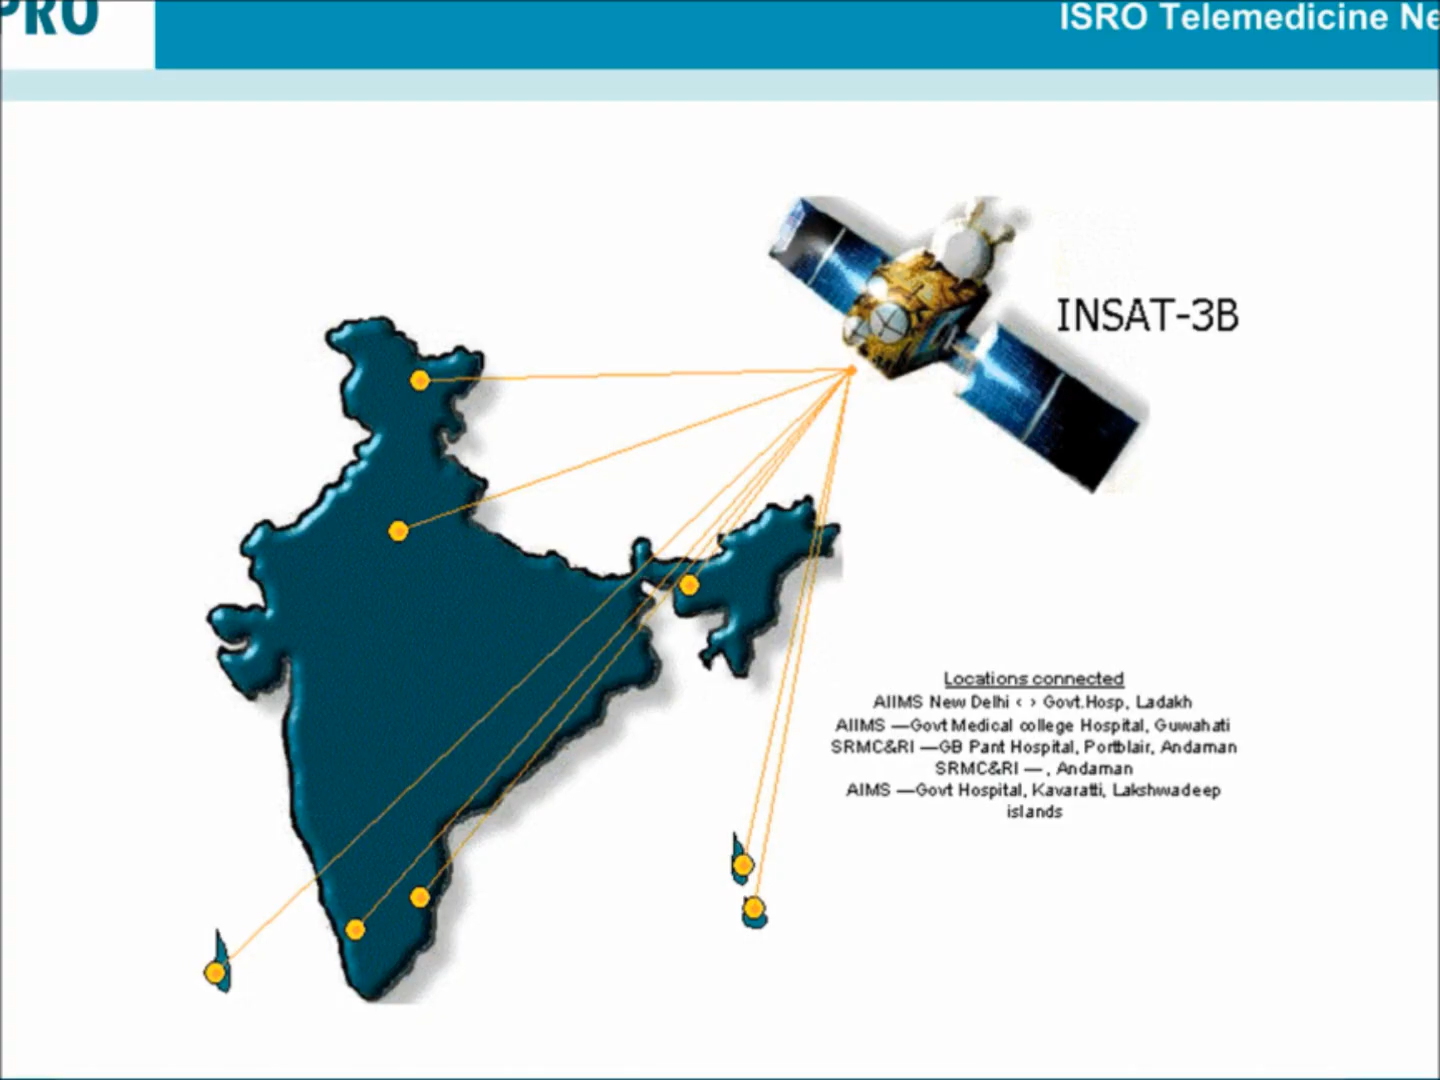 PRO
ISRO Telemedicine Ne
INSAT-3B
Locations connected
AIIMS New Delhi < > Govt.Hosp, Ladakh
AIIMS —Govt Medical college Hospital, Guwahati
SRMC&RI —GB Pant Hospital, Portblair, Andaman
SRMC&RI — , Andaman
AIMS —Govt Hospital, Kavaratti, Lakshwadeep
islands